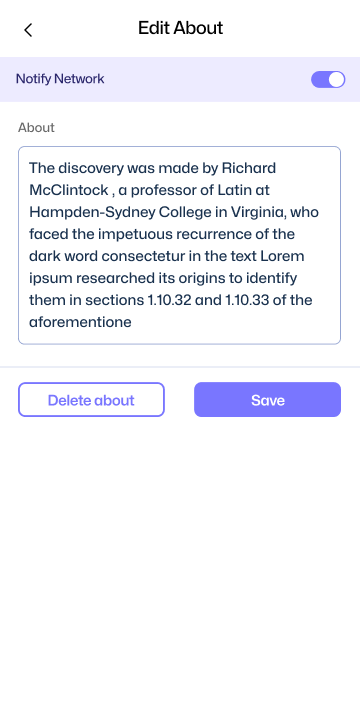 Edit About
Notify Network
About
The discovery was made by Richard
McClintock , a professor of Latin at
Hampden-Sydney College in Virginia, who
faced the impetuous recurrence of the
dark word consectetur in the text Lorem
ipsum researched its origins to identify
them in sections 1.10.32 and 1.10.33 of the
aforementione
Delete about
Save